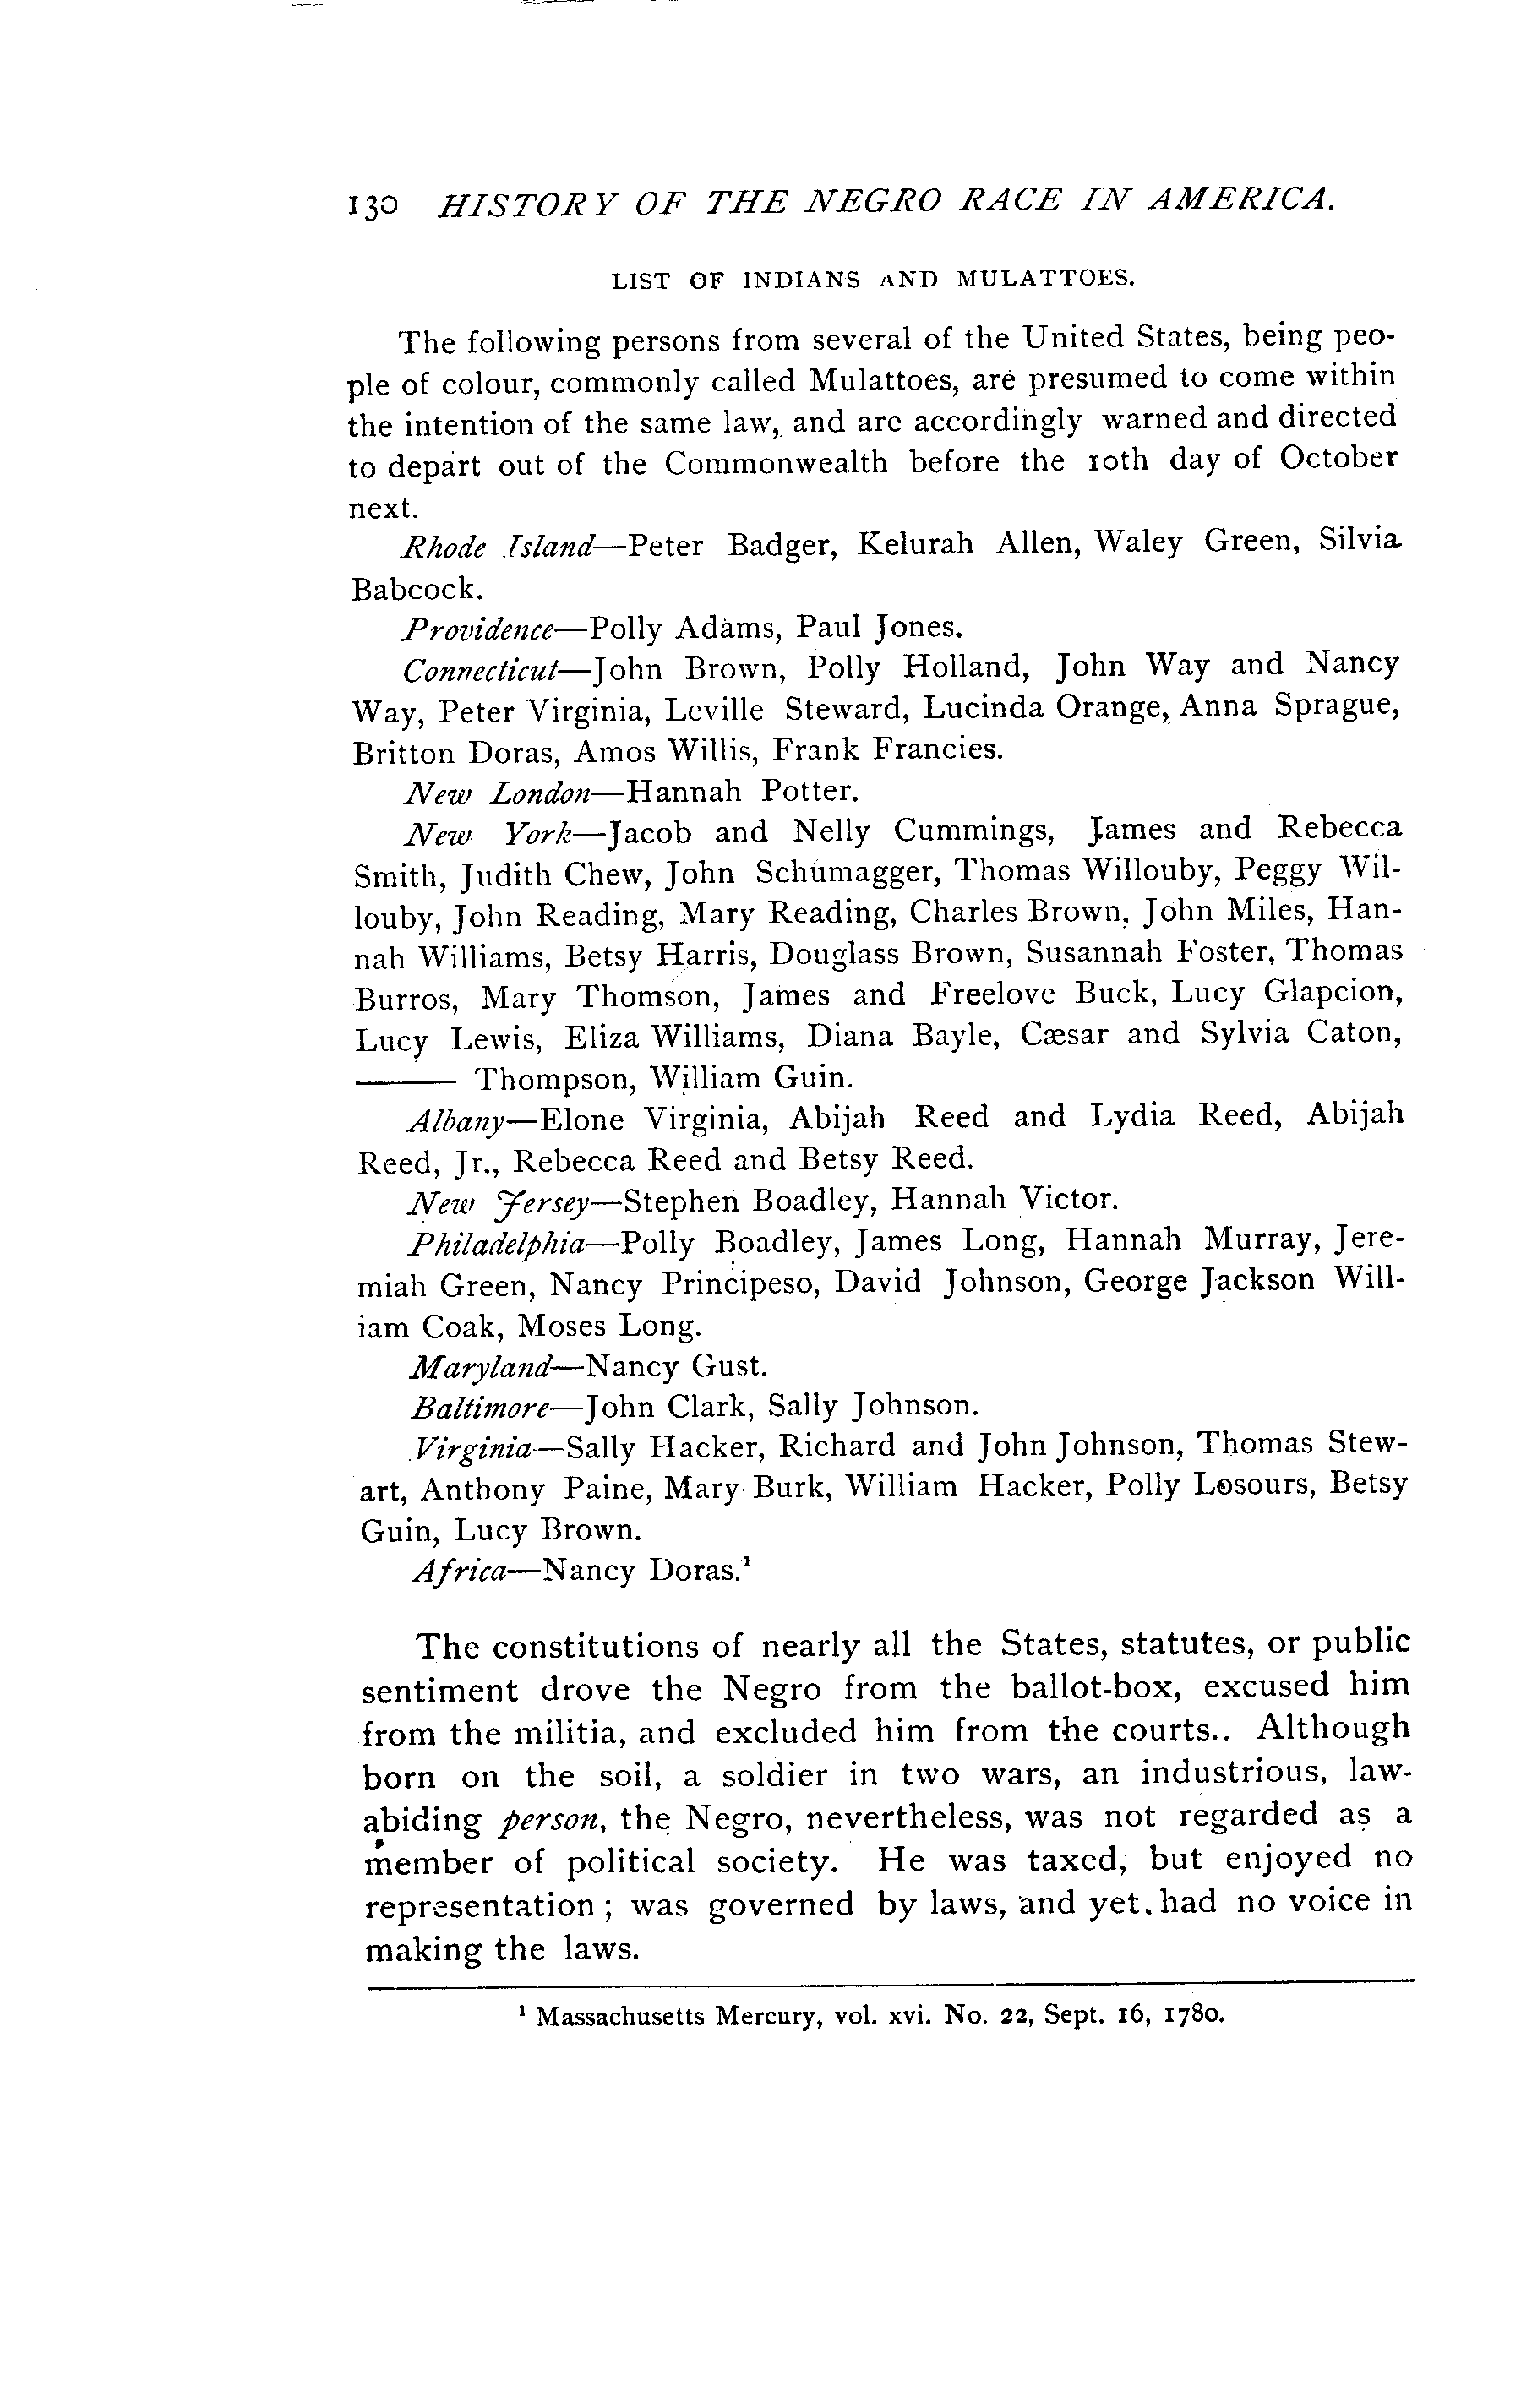 130 HISTORY OF THE NEGRO RACE IN AMERICA.
LIST OF INDIANS AND MULATTOES.
The following persons from several of the United States, being peo-
ple of colour, commonly called Mulattoes, are presumed to come within
the intention of the same law, and are accordingly warned and directed
to depart out of the Commonwealth before the 10th day of October
next.
Rhode Island—Peter Badger, Kelurah Allen, Waley Green, Silvia
Babcock.
Providence—Polly Adams, Paul Jones.
Connecticut—John Brown, Polly Holland, John Way and Nancy
Way, Peter Virginia, Leville Steward, Lucinda Orange, Anna Sprague,
Britton Doras, Amos Willis, Frank Francies.
New London—Hannah Potter.
New York—Jacob and Nelly Cummings, James and Rebecca
Smith, Judith Chew, John Schumagger, Thomas Willouby, Peggy Wil-
louby, John Reading, Mary Reading, Charles Brown, John Miles, Han-
nah Williams, Betsy Harris, Douglass Brown, Susannah Foster, Thomas
Burros, Mary Thomson, James and Freelove Buck, Lucy Glapcion,
Lucy Lewis, Eliza Williams, Diana Bayle, Cæsar and Sylvia Caton,
——— Thompson, William Guin.
Albany—Elone Virginia, Abijah Reed and Lydia Reed, Abijah
Reed, Jr., Rebecca Reed and Betsy Reed.
New Jersey—Stephen Boadley, Hannah Victor.
Philadelphia—Polly Boadley, James Long, Hannah Murray, Jere-
miah Green, Nancy Principeso, David Johnson, George Jackson Will-
iam Coak, Moses Long.
Maryland—Nancy Gust.
Baltimore—John Clark, Sally Johnson.
Virginia—Sally Hacker, Richard and John Johnson, Thomas Stew-
art, Anthony Paine, Mary Burk, William Hacker, Polly Losours, Betsy
Guin, Lucy Brown.
Africa—Nancy Doras.¹
The constitutions of nearly all the States, statutes, or public
sentiment drove the Negro from the ballot-box, excused him
from the militia, and excluded him from the courts.. Although
born on the soil, a soldier in two wars, an industrious, law-
abiding person, the Negro, nevertheless, was not regarded as a
member of political society. He was taxed, but enjoyed no
representation ; was governed by laws, and yet had no voice in
making the laws.
¹ Massachusetts Mercury, vol. xvi. No. 22, Sept. 16, 1780.